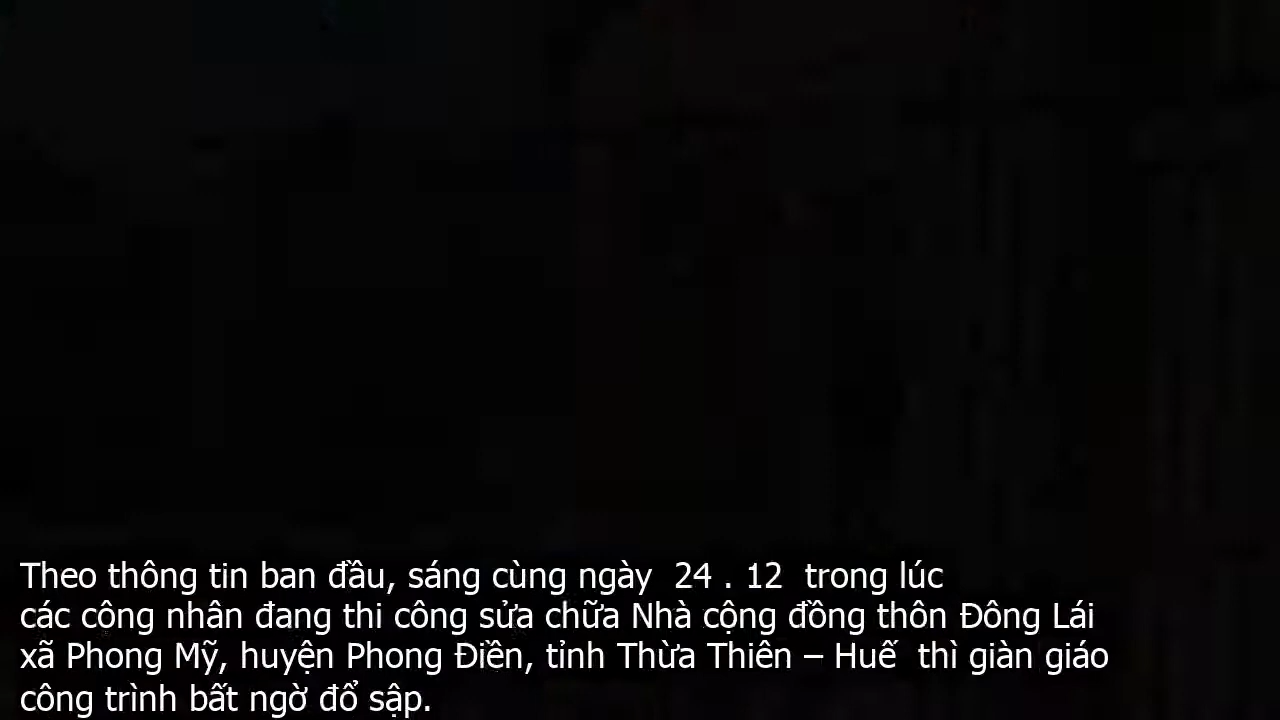 Theo thông tin ban đầu, sáng cùng ngày  24 . 12  trong lúc
các công nhân đang thi công sửa chữa Nhà cộng đồng thôn Đông Lái
xã Phong Mỹ, huyện Phong Điền, tỉnh Thừa Thiên – Huế  thì giàn giáo
công trình bất ngờ đổ sập.